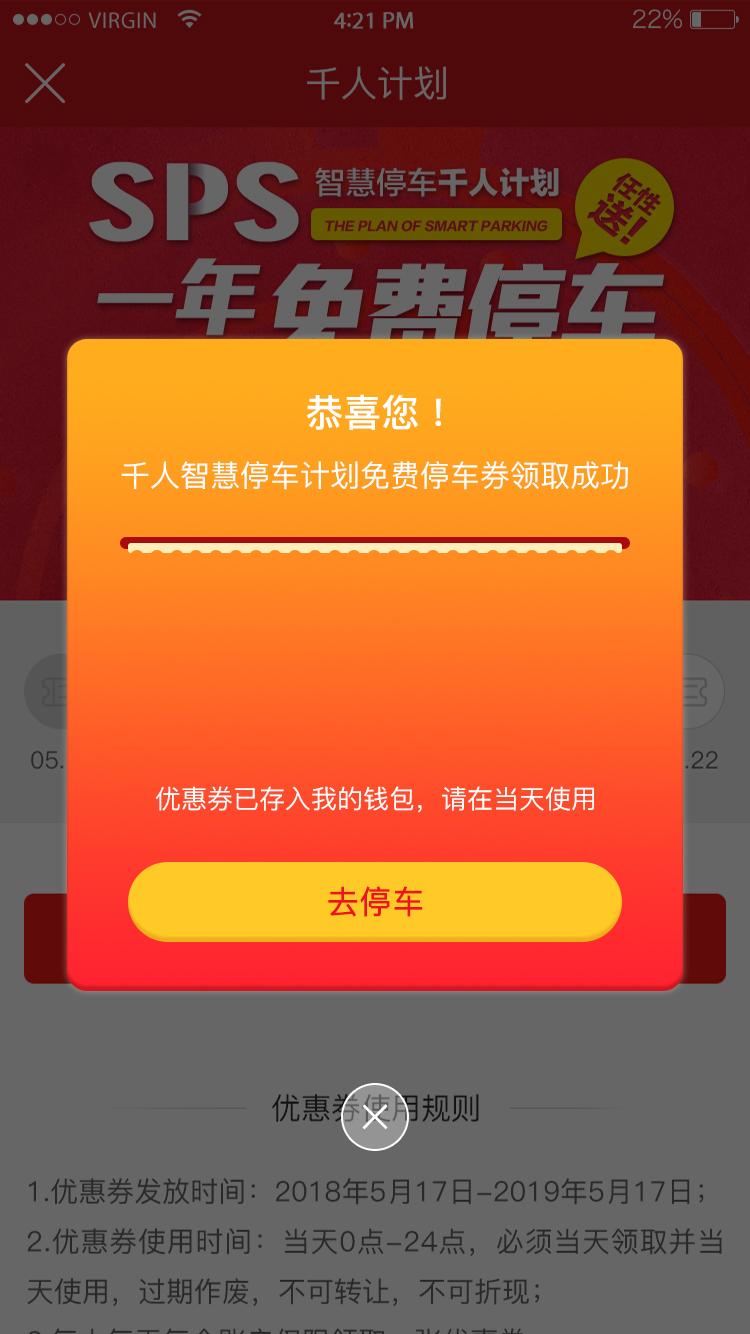 VIRGIN 4:21 PM 22%
千人计划
SPS 智慧停车千人计划 任性送!
THE PLAN OF SMART PARKING
一年免费停车
恭喜您！
千人智慧停车计划免费停车券领取成功
05. .22
优惠券已存入我的钱包，请在当天使用
去停车
优惠券使用规则
1.优惠券发放时间：2018年5月17日-2019年5月17日；
2.优惠券使用时间：当天0点-24点，必须当天领取并当
天使用，过期作废，不可转让，不可折现；